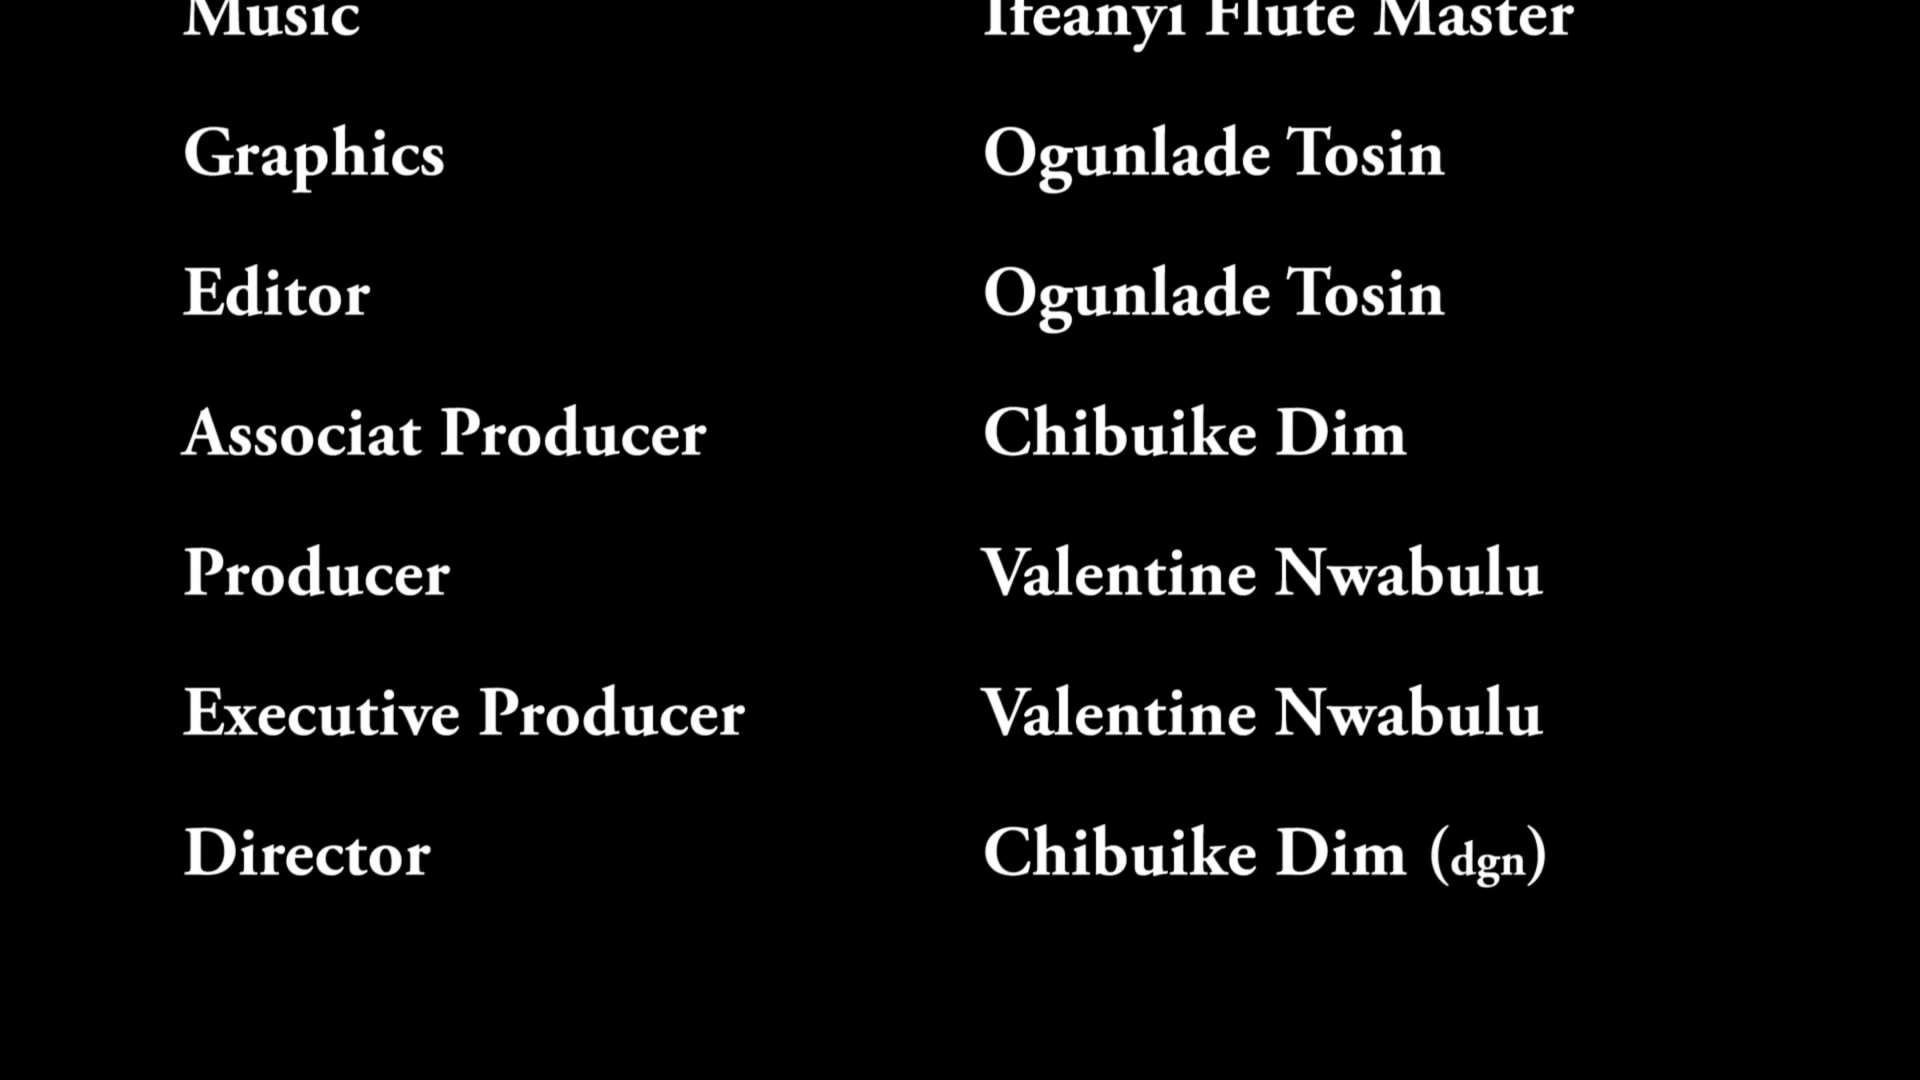 Music Ifeanyi Flute Master
Graphics Ogunlade Tosin
Editor Ogunlade Tosin
Associat Producer Chibuike Dim
Producer Valentine Nwabulu
Executive Producer Valentine Nwabulu
Director Chibuike Dim (dgn)